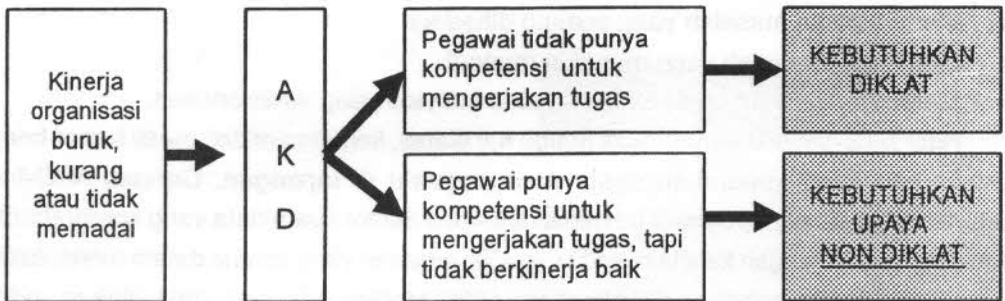 Kinerja
organisasi
buruk,
kurang
atau tidak
memadai
A
K
D
Pegawai tidak punya
kompetensi untuk
mengerjakan tugas
KEBUTUHKAN
DIKLAT
Pegawai punya
kompetensi untuk
mengerjakan tugas, tapi
tidak berkinerja baik
KEBUTUHKAN
UPAYA
NON DIKLAT